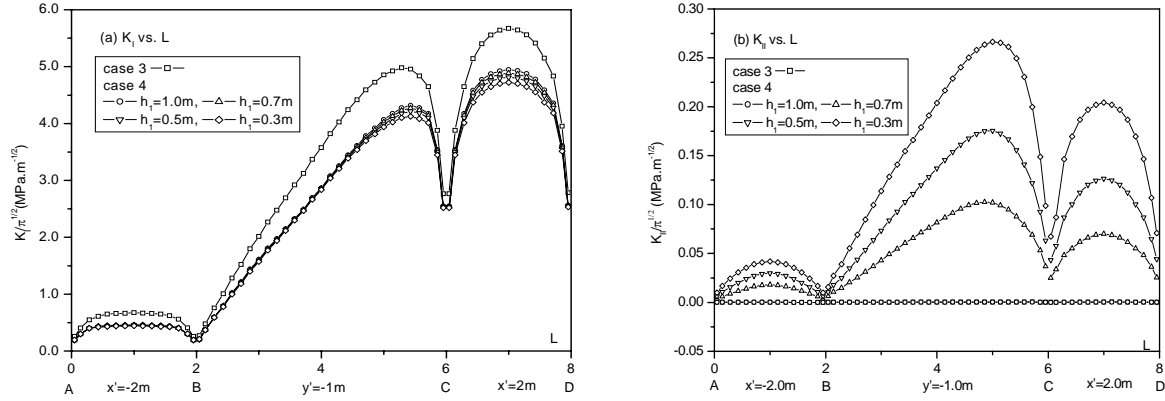 (a) K_I vs. L
case 3 —□—□—
case 4
—○—h_1=1.0m, —△—h_1=0.7m
—▽—h_1=0.5m, —◇—h_1=0.3m
6.0
5.0
4.0
3.0
2.0
1.0
0.0
K_I/π^1/2(MPa.m^-1/2)
0 2 4 6 8
L
A x'=-2m B y'=-1m C x'=2m D
(b) K_II vs. L
case 3 —□—□—
case 4
—○—h_1=1.0m, —△—h_1=0.7m
—▽—h_1=0.5m, —◇—h_1=0.3m
0.30
0.25
0.20
0.15
0.10
0.05
0.00
-0.05
K_II/π^1/2 (MPa.m^-1/2)
0 2 4 6 8
L
A x'=-2.0m B y'=-1.0m C x'=2.0m D